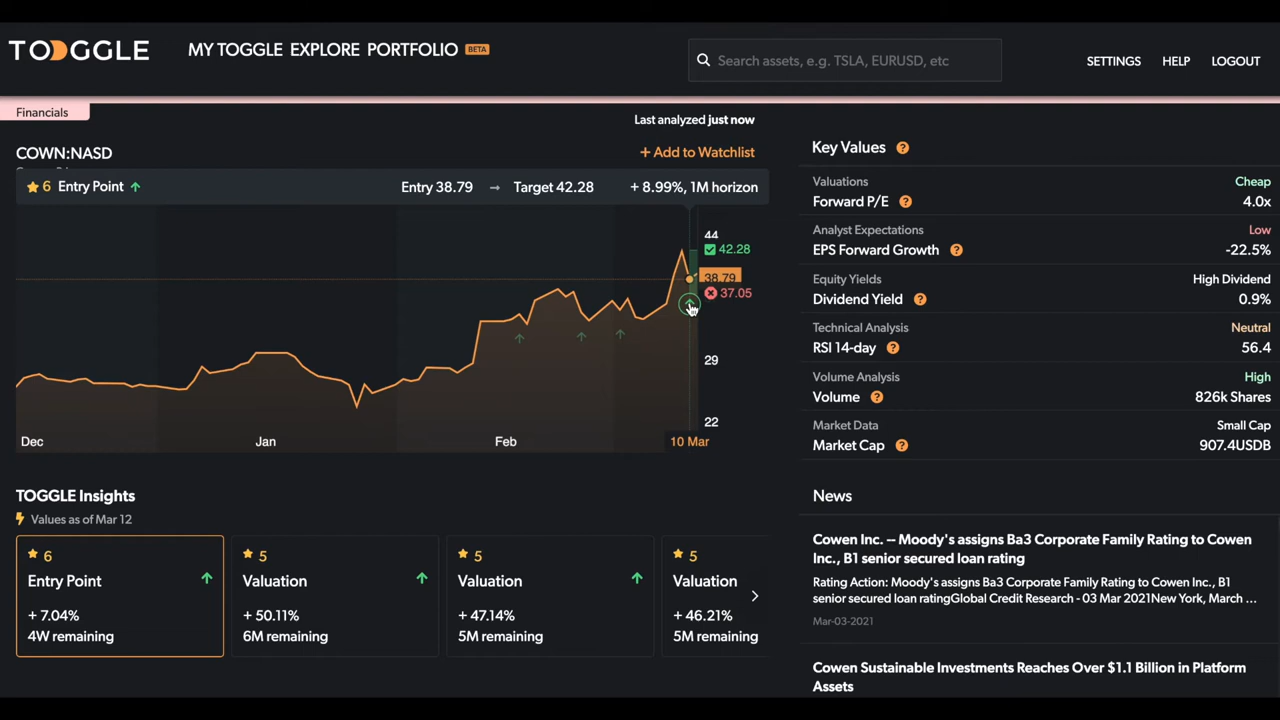 TOGGLE
MY TOGGLE EXPLORE PORTFOLIO BETA
Search assets, e.g. TSLA, EURUSD, etc
SETTINGS HELP LOGOUT
Financials
Last analyzed just now
COWN:NASD
+ Add to Watchlist
6 Entry Point
Entry 38.79 → Target 42.28 + 8.99%, 1M horizon
44
42.28
38.79
37.05
29
22
Dec Jan Feb 10 Mar
TOGGLE Insights
Values as of Mar 12
6
Entry Point
+ 7.04%
4W remaining
5
Valuation
+ 50.11%
6M remaining
5
Valuation
+ 47.14%
5M remaining
5
Valuation
+ 46.21%
5M remaining
Key Values ?
Valuations Cheap
Forward P/E ? 4.0x
Analyst Expectations Low
EPS Forward Growth ? -22.5%
Equity Yields High Dividend
Dividend Yield ? 0.9%
Technical Analysis Neutral
RSI 14-day ? 56.4
Volume Analysis High
Volume ? 826k Shares
Market Data Small Cap
Market Cap ? 907.4USDB
News
Cowen Inc. -- Moody's assigns Ba3 Corporate Family Rating to Cowen
Inc., B1 senior secured loan rating
Rating Action: Moody's assigns Ba3 Corporate Family Rating to Cowen Inc., B1
senior secured loan ratingGlobal Credit Research - 03 Mar 2021New York, March ...
Mar-03-2021
Cowen Sustainable Investments Reaches Over $1.1 Billion in Platform
Assets